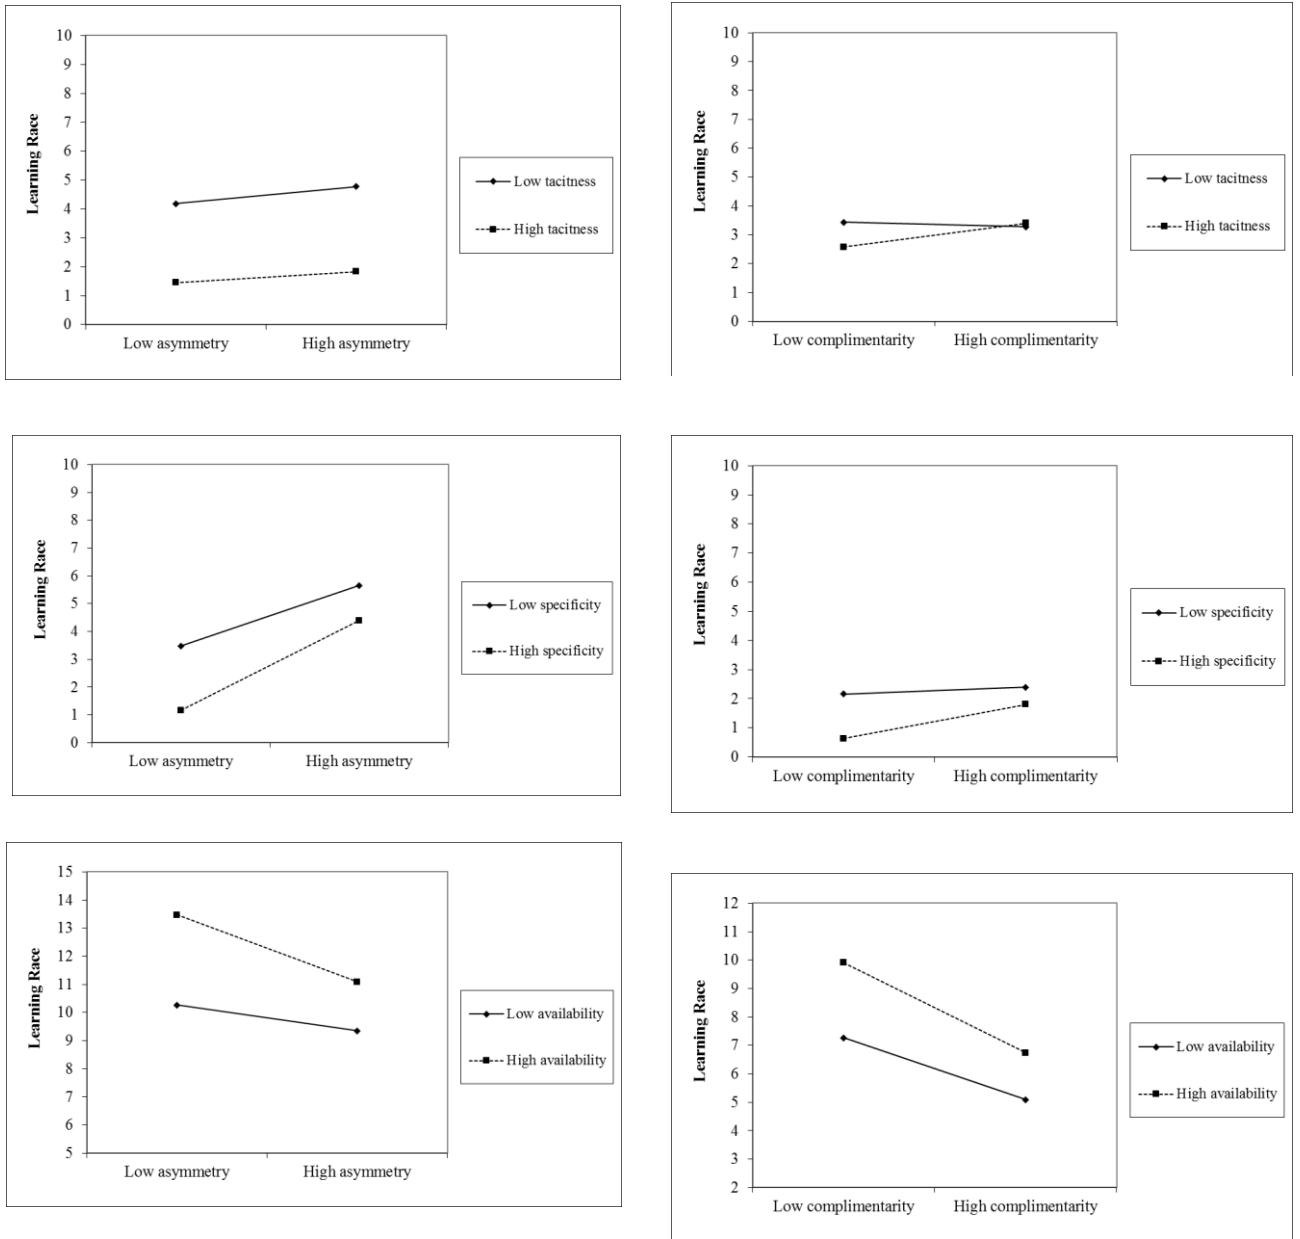 Learning Race
10
9
8
7
6
5
4
3
2
1
0
Low asymmetry High asymmetry
Low tacitness
High tacitness
Learning Race
10
9
8
7
6
5
4
3
2
1
0
Low complimentarity High complimentarity
Low tacitness
High tacitness
Learning Race
10
9
8
7
6
5
4
3
2
1
0
Low asymmetry High asymmetry
Low specificity
High specificity
Learning Race
10
9
8
7
6
5
4
3
2
1
0
Low complimentarity High complimentarity
Low specificity
High specificity
Learning Race
15
14
13
12
11
10
9
8
7
6
5
Low asymmetry High asymmetry
Low availability
High availability
Learning Race
12
11
10
9
8
7
6
5
4
3
2
Low complimentarity High complimentarity
Low availability
High availability